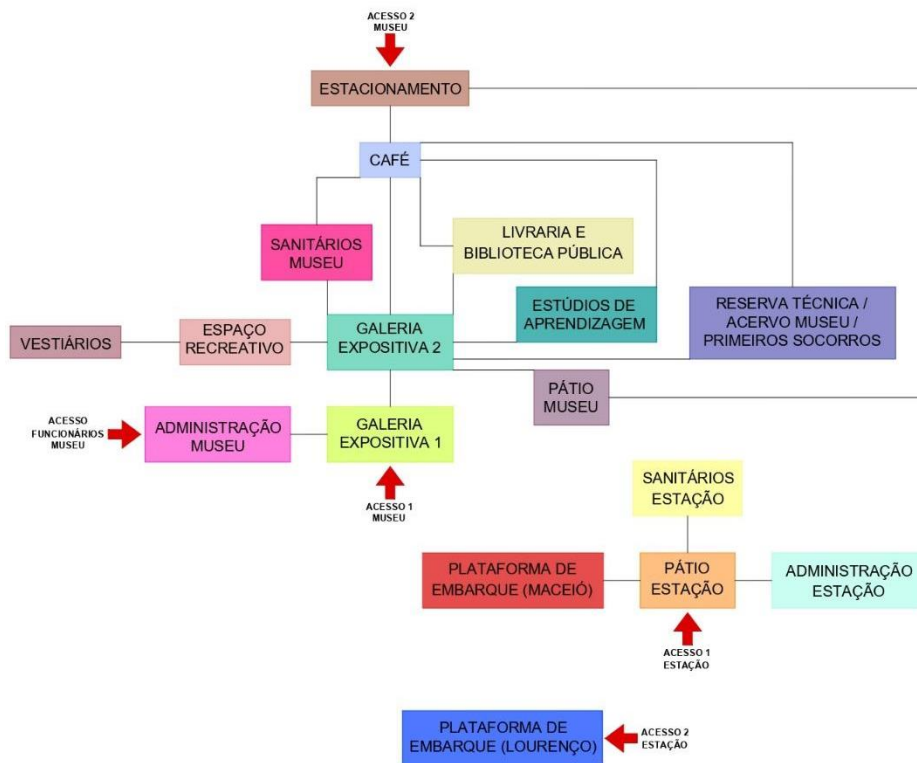 ACESSO 2
MUSEU
ESTACIONAMENTO
CAFÉ
SANITÁRIOS
MUSEU
LIVRARIA E
BIBLIOTECA PÚBLICA
ESTÚDIOS DE
APRENDIZAGEM
RESERVA TÉCNICA /
ACERVO MUSEU /
PRIMEIROS SOCORROS
VESTIÁRIOS
ESPAÇO
RECREATIVO
GALERIA
EXPOSITIVA 2
PÁTIO
MUSEU
ACESSO
FUNCIONÁRIOS
MUSEU
ADMINISTRAÇÃO
MUSEU
GALERIA
EXPOSITIVA 1
ACESSO 1
MUSEU
SANITÁRIOS
ESTAÇÃO
PLATAFORMA DE
EMBARQUE (MACEIÓ)
PÁTIO
ESTAÇÃO
ADMINISTRAÇÃO
ESTAÇÃO
ACESSO 1
ESTAÇÃO
PLATAFORMA DE
EMBARQUE (LOURENÇO)
ACESSO 2
ESTAÇÃO